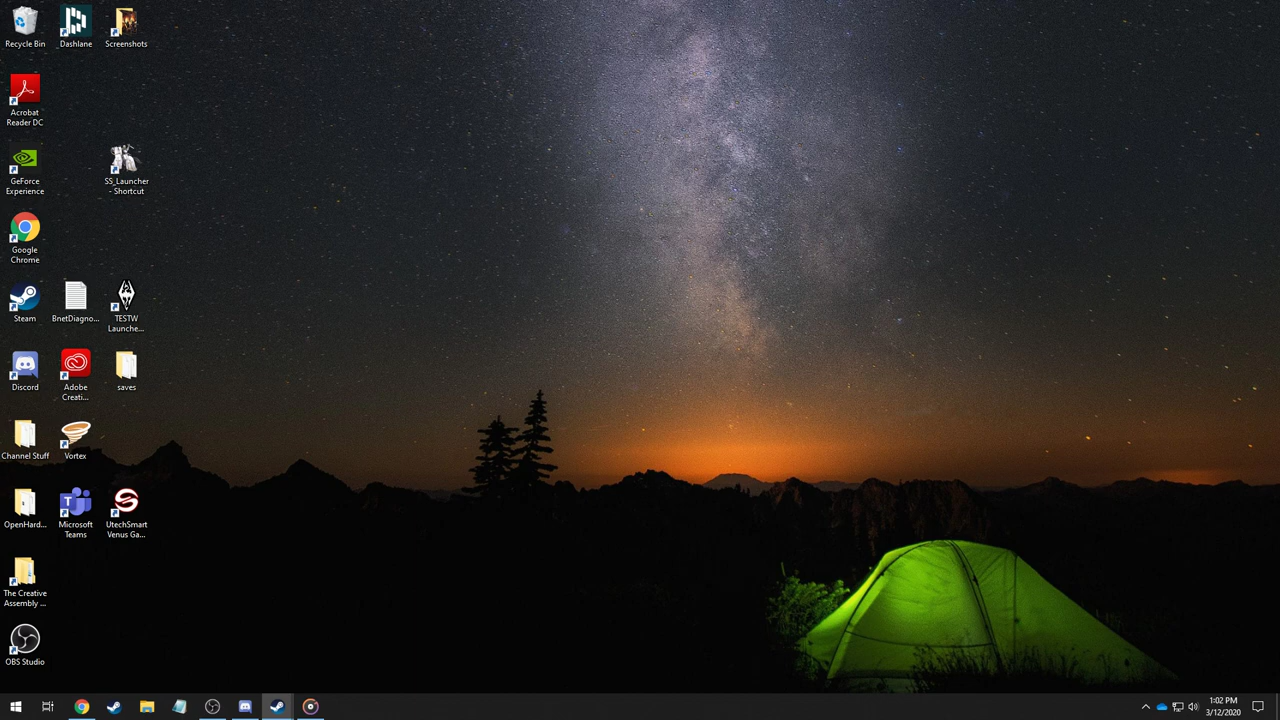 Recycle Bin
Dashlane
Screenshots
Acrobat
Reader DC
GeForce
Experience
SS_Launcher
- Shortcut
Google
Chrome
Steam
BnetDiagno...
TESTW
Launche...
Discord
Adobe
Creati...
saves
Channel Stuff
Vortex
OpenHard...
Microsoft
Teams
UtechSmart
Venus Ga...
The Creative
Assembly ...
OBS Studio
1:02 PM
3/12/2020